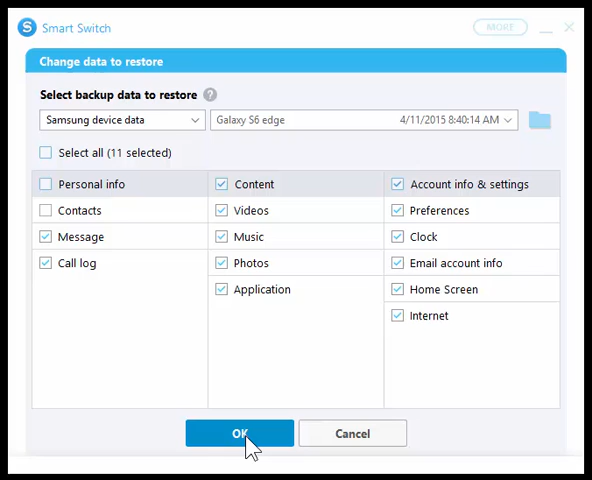 Smart Switch
MORE
Change data to restore
Select backup data to restore ?
Samsung device data Galaxy S6 edge 4/11/2015 8:40:14 AM
Select all (11 selected)
Personal info Content Account info & settings
Contacts Videos Preferences
Message Music Clock
Call log Photos Email account info
Application Home Screen
Internet
OK Cancel